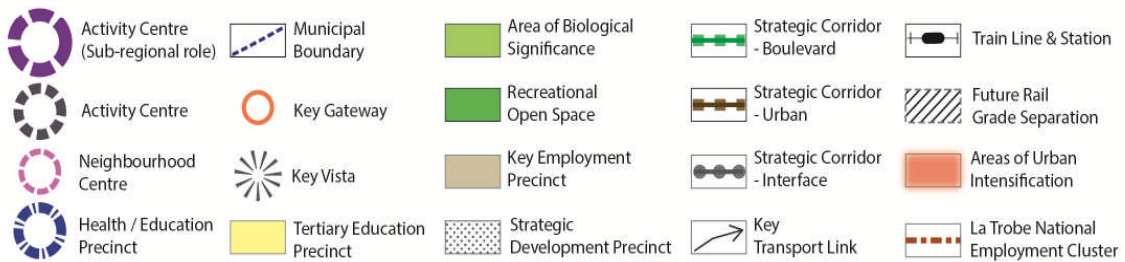 Activity Centre
(Sub-regional role)
Activity Centre
Neighbourhood
Centre
Health / Education
Precinct
Municipal
Boundary
Key Gateway
Key Vista
Tertiary Education
Precinct
Area of Biological
Significance
Recreational
Open Space
Key Employment
Precinct
Strategic
Development Precinct
Strategic Corridor
- Boulevard
Strategic Corridor
- Urban
Strategic Corridor
- Interface
Key
Transport Link
Train Line & Station
Future Rail
Grade Separation
Areas of Urban
Intensification
La Trobe National
Employment Cluster